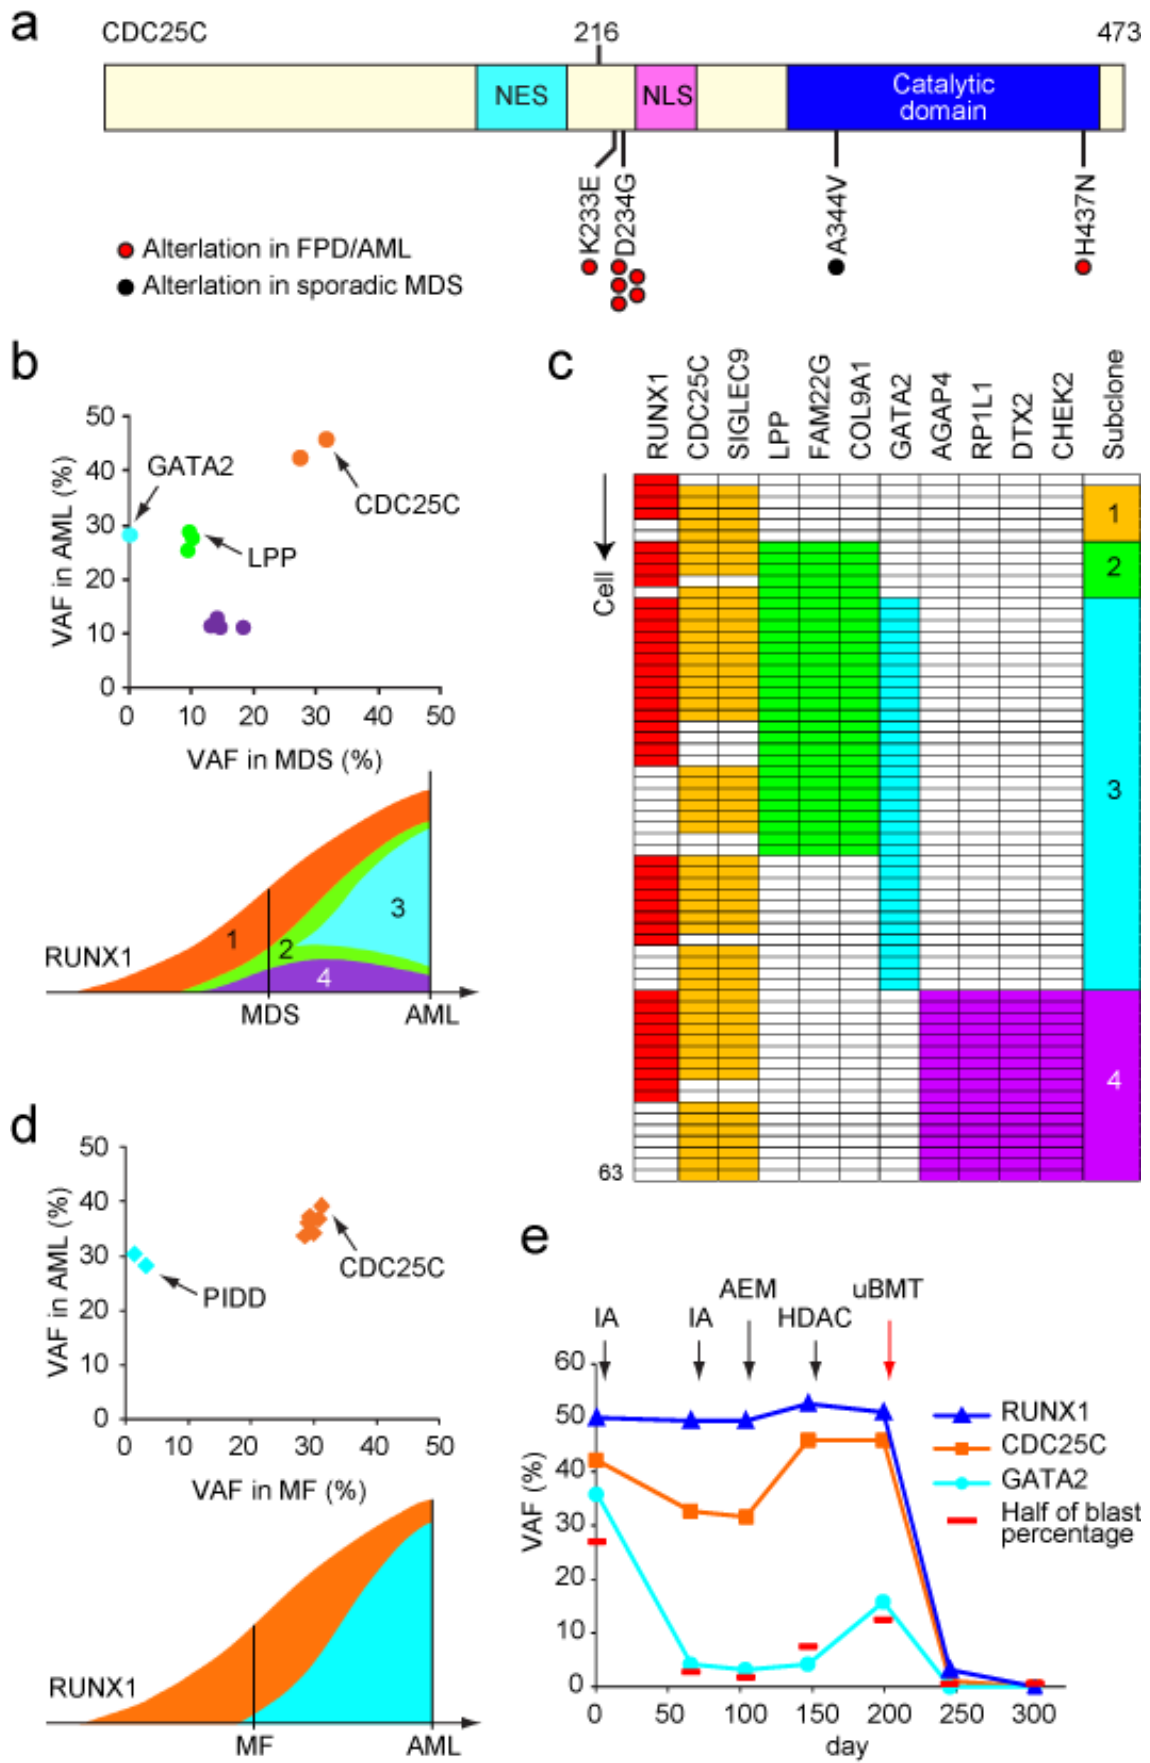 a
CDC25C 216 473
NES NLS Catalytic
domain
K233E D234G A344V H437N
Alterlation in FPD/AML
Alterlation in sporadic MDS
b
50
40
30
20
10
0
VAF in AML (%)
GATA2
CDC25C
LPP
0 10 20 30 40 50
VAF in MDS (%)
RUNX1
1
2
3
4
MDS AML
c
RUNX1 CDC25C SIGLEC9 LPP FAM22G COL9A1 GATA2 AGAP4 RP1L1 DTX2 CHEK2 Subclone
Cell
1
2
3
4
63
d
50
40
30
20
10
0
VAF in AML (%)
CDC25C
PIDD
0 10 20 30 40 50
VAF in MF (%)
RUNX1
MF AML
e
IA IA AEM HDAC uBMT
60
50
40
30
20
10
0
VAF (%)
RUNX1
CDC25C
GATA2
Half of blast
percentage
0 50 100 150 200 250 300
day